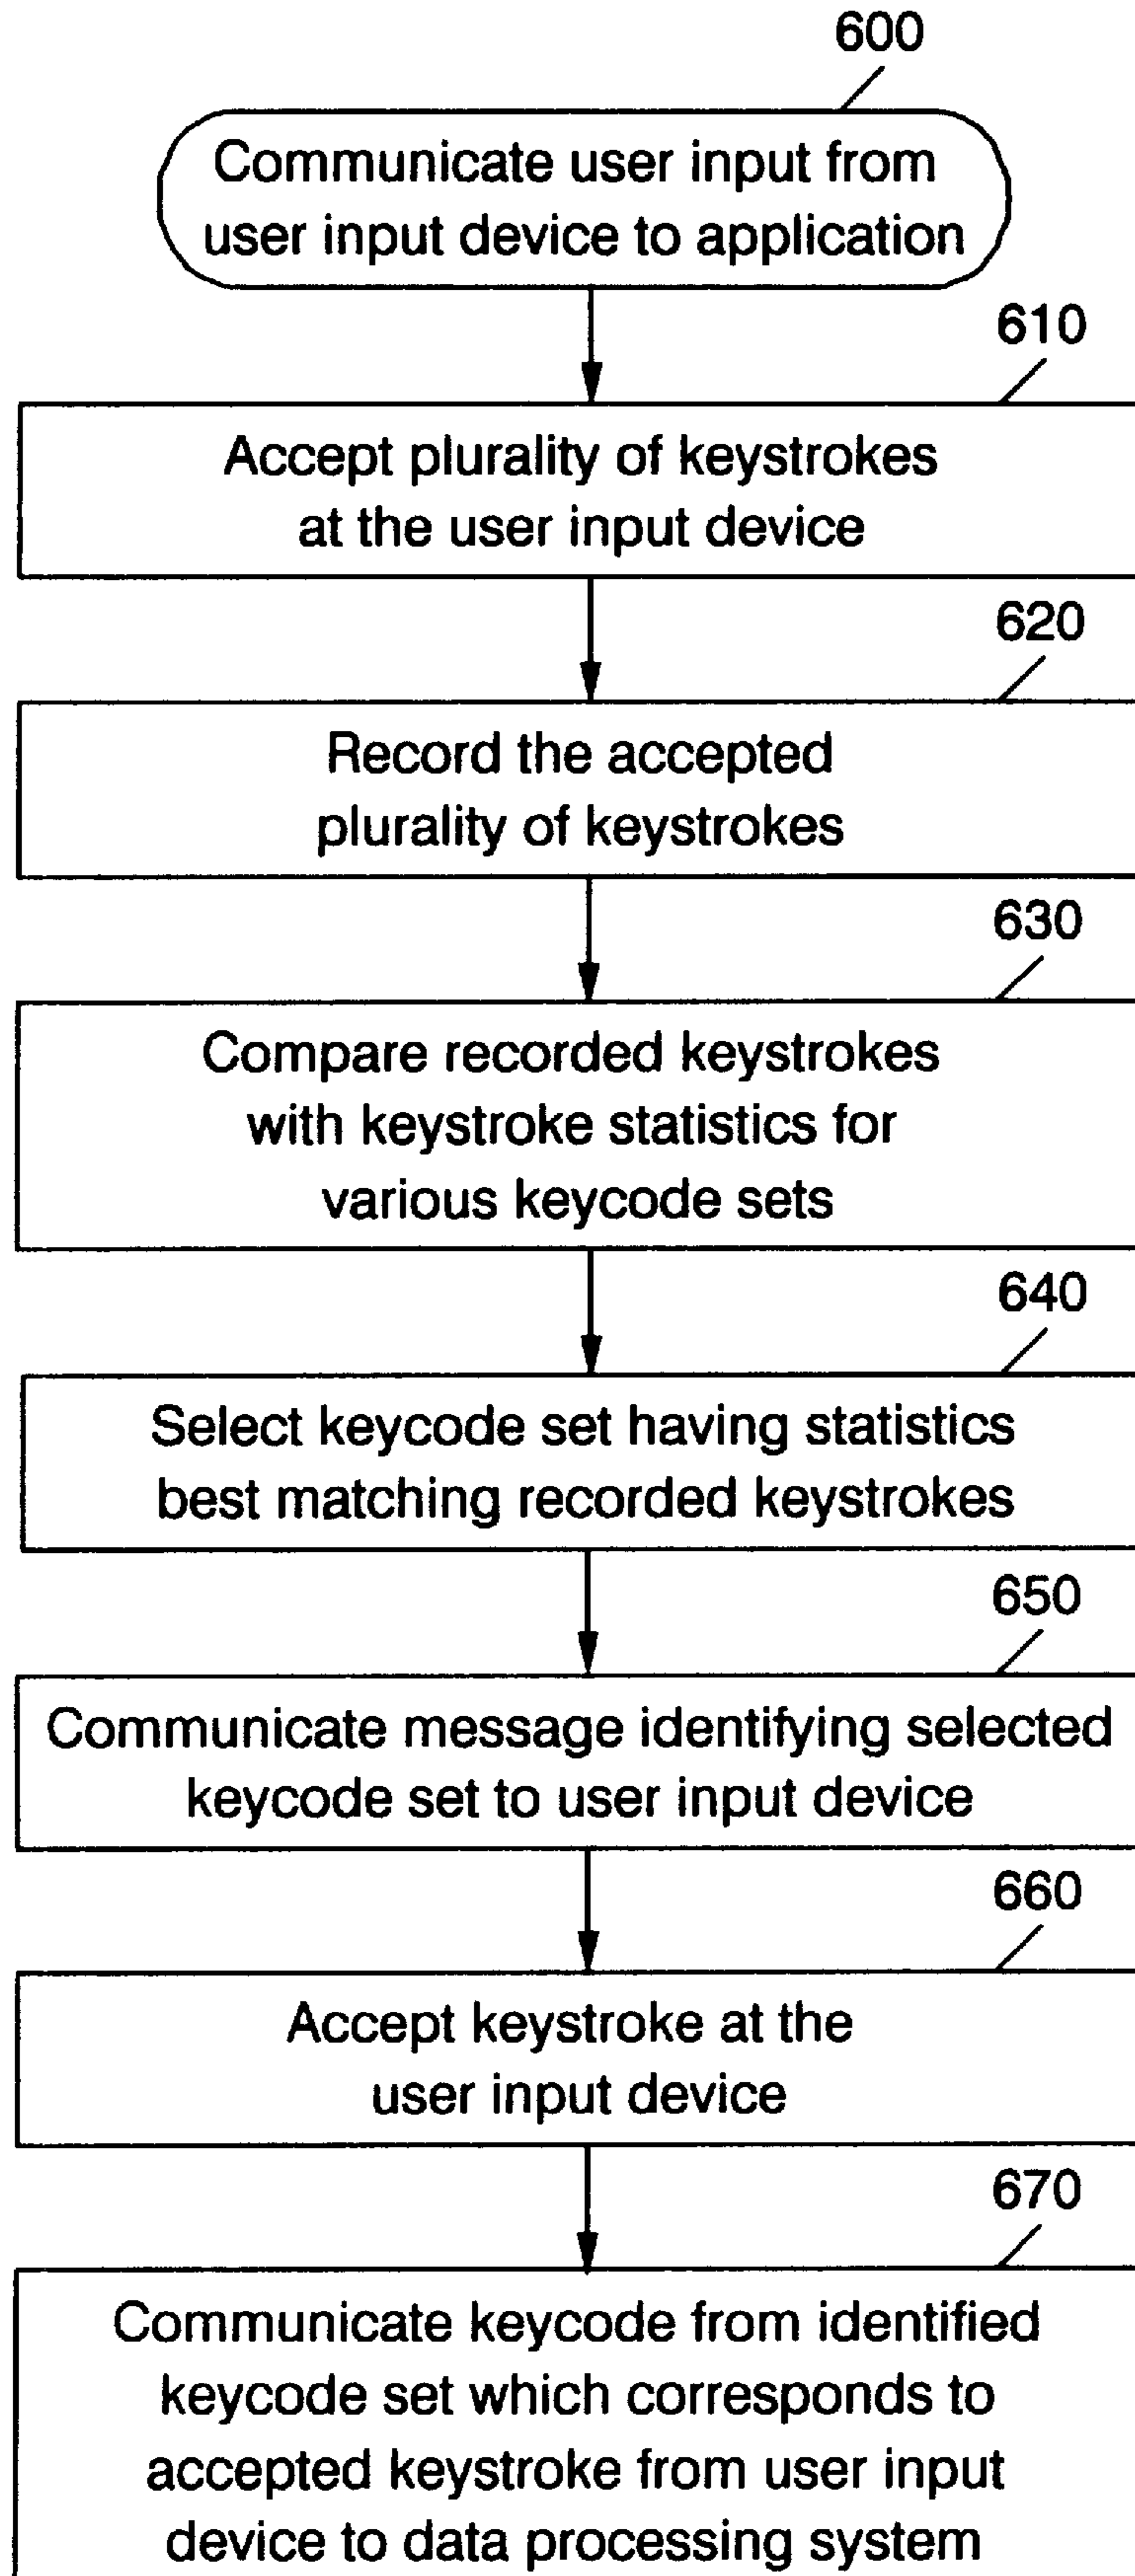 600
Communicate user input from
user input device to application
610
Accept plurality of keystrokes
at the user input device
620
Record the accepted
plurality of keystrokes
630
Compare recorded keystrokes
with keystroke statistics for
various keycode sets
640
Select keycode set having statistics
best matching recorded keystrokes
650
Communicate message identifying selected
keycode set to user input device
660
Accept keystroke at the
user input device
670
Communicate keycode from identified
keycode set which corresponds to
accepted keystroke from user input
device to data processing system